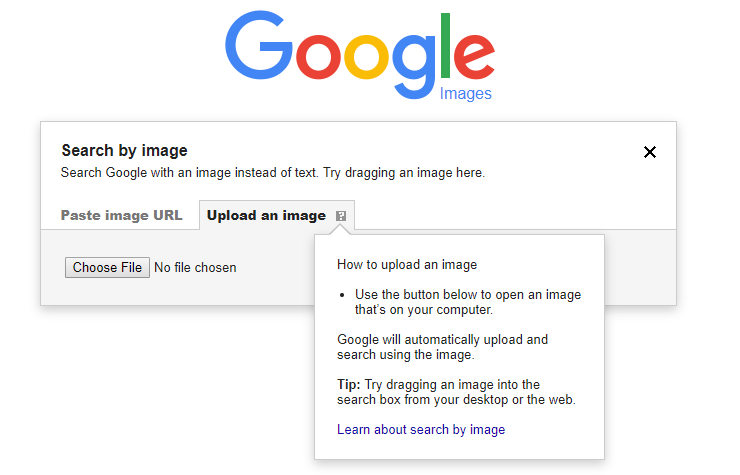 Google
Images
Search by image
Search Google with an image instead of text. Try dragging an image here.
Paste image URL Upload an image ?
Choose File No file chosen
How to upload an image
• Use the button below to open an image
that's on your computer.
Google will automatically upload and
search using the image.
Tip: Try dragging an image into the
search box from your desktop or the web.
Learn about search by image